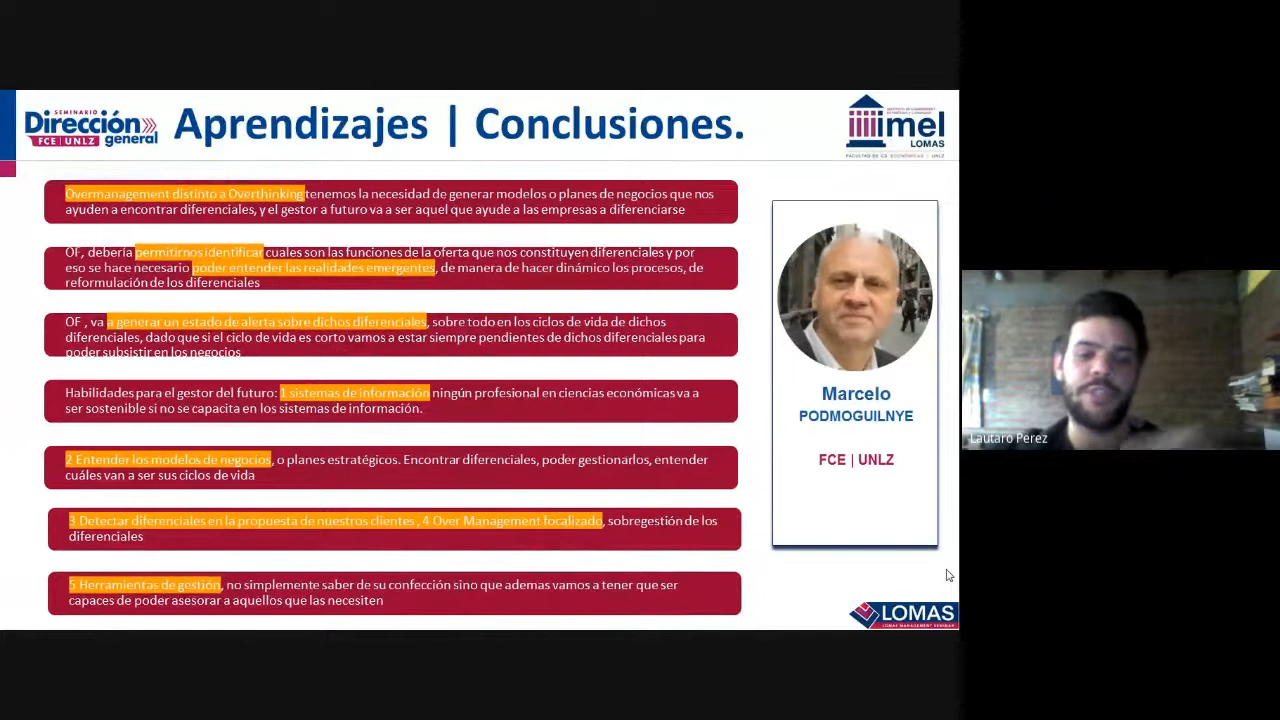 SEMINARIO
Dirección
FCE | UNLZ general
Aprendizajes | Conclusiones.
imel
LOMAS
FACULTAD DE CS. ECONÓMICAS | UNLZ
Overmanagement distinto a Overthinking tenemos la necesidad de generar modelos o planes de negocios que nos
ayuden a encontrar diferenciales, y el gestor a futuro va a ser aquel que ayude a las empresas a diferenciarse
OF, debería permitirnos identificar cuales son las funciones de la oferta que nos constituyen diferenciales y por
eso se hace necesario poder entender las realidades emergentes, de manera de hacer dinámico los procesos, de
reformulación de los diferenciales
OF , va a generar un estado de alerta sobre dichos diferenciales, sobre todo en los ciclos de vida de dichos
diferenciales, dado que si el ciclo de vida es corto vamos a estar siempre pendientes de dichos diferenciales para
poder subsistir en los negocios
Habilidades para el gestor del futuro: 1 sistemas de información ningún profesional en ciencias económicas va a
ser sostenible si no se capacita en los sistemas de información.
2 Entender los modelos de negocios, o planes estratégicos. Encontrar diferenciales, poder gestionarlos, entender
cuáles van a ser sus ciclos de vida
3 Detectar diferenciales en la propuesta de nuestros clientes , 4 Over Management focalizado, sobregestión de los
diferenciales
5 Herramientas de gestión, no simplemente saber de su confección sino que ademas vamos a tener que ser
capaces de poder asesorar a aquellos que las necesiten
Marcelo
PODMOGUILNYE
FCE | UNLZ
LOMAS
LOMAS MANAGEMENT SEMINAR
Lautaro Perez